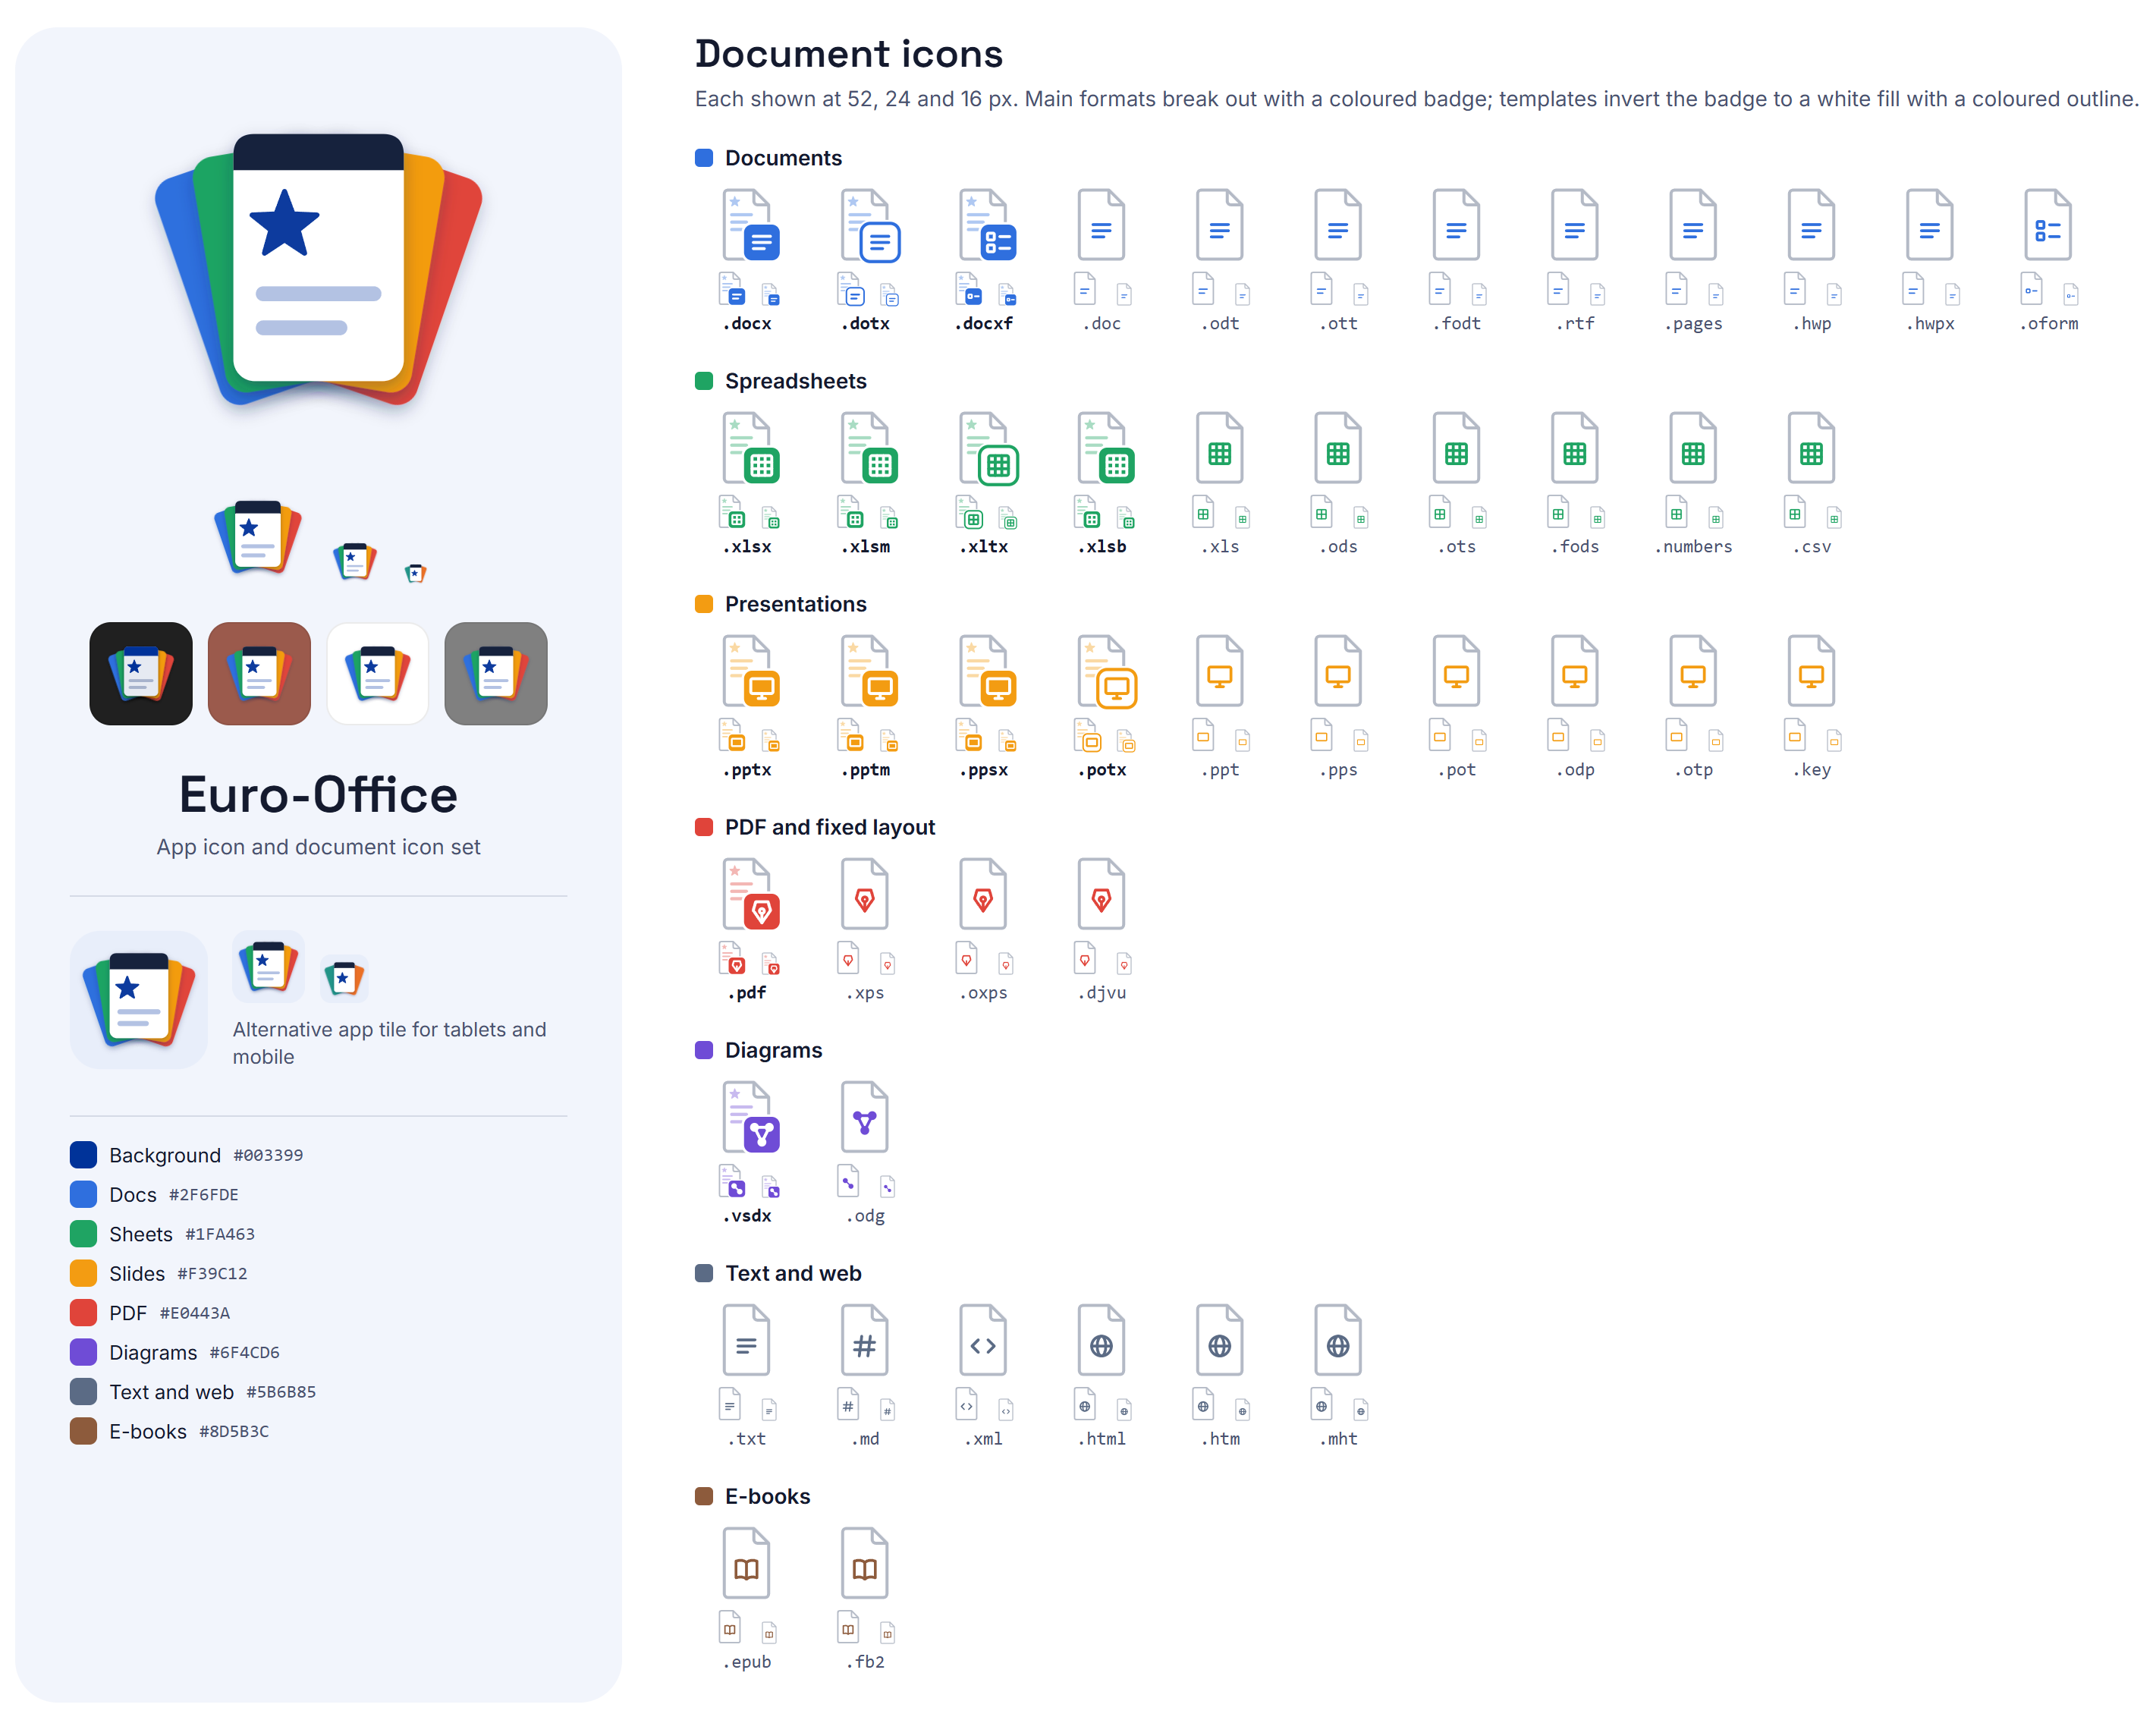 Euro-Office
App icon and document icon set
Alternative app tile for tablets and
mobile
Background #003399
Docs #2F6FDE
Sheets #1FA463
Slides #F39C12
PDF #E0443A
Diagrams #6F4CD6
Text and web #5B6B85
E-books #8D5B3C
Document icons
Each shown at 52, 24 and 16 px. Main formats break out with a coloured badge; templates invert the badge to a white fill with a coloured outline.
Documents
.docx .dotx .docxf .doc .odt .ott .fodt .rtf .pages .hwp .hwpx .oform
Spreadsheets
.xlsx .xlsm .xltx .xlsb .xls .ods .ots .fods .numbers .csv
Presentations
.pptx .pptm .ppsx .potx .ppt .pps .pot .odp .otp .key
PDF and fixed layout
.pdf .xps .oxps .djvu
Diagrams
.vsdx .odg
Text and web
.txt .md .xml .html .htm .mht
E-books
.epub .fb2